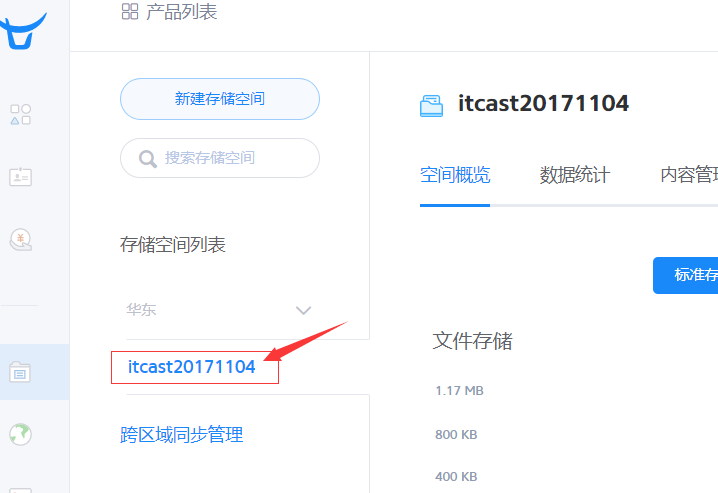 产品列表
新建存储空间
搜索存储空间
存储空间列表
华东
itcast20171104
跨区域同步管理
itcast20171104
空间概览 数据统计 内容管理
标准存
文件存储
1.17 MB
800 KB
400 KB